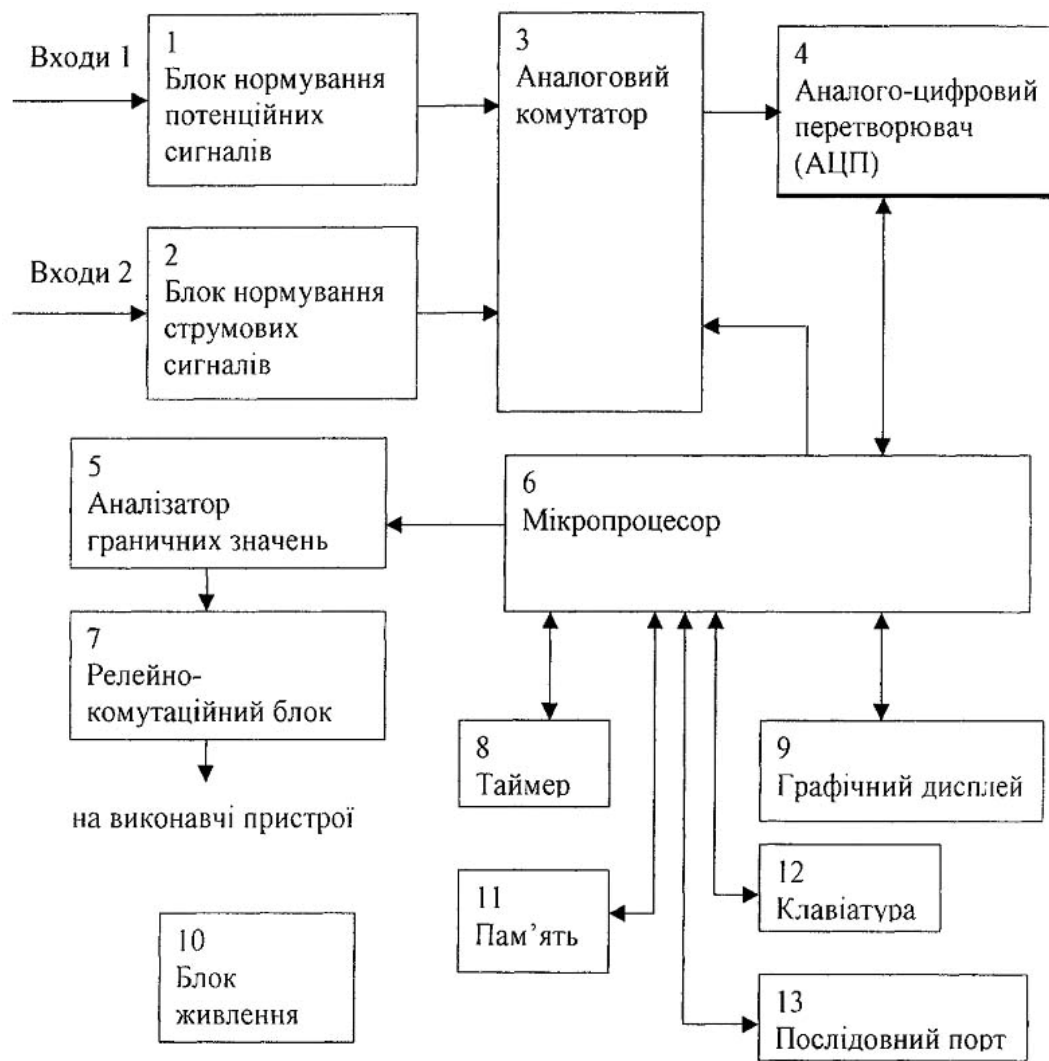 Входи 1
1
Блок нормування
потенційних
сигналів
3
Аналоговий
комутатор
4
Аналого-цифровий
перетворювач
(АЦП)
Входи 2
2
Блок нормування
струмових
сигналів
5
Аналізатор
граничних значень
6
Мікропроцесор
7
Релейно-
комутаційний блок
на виконавчі пристрої
8
Таймер
9
Графічний дисплей
10
Блок
живлення
11
Пам’ять
12
Клавіатура
13
Послідовний порт